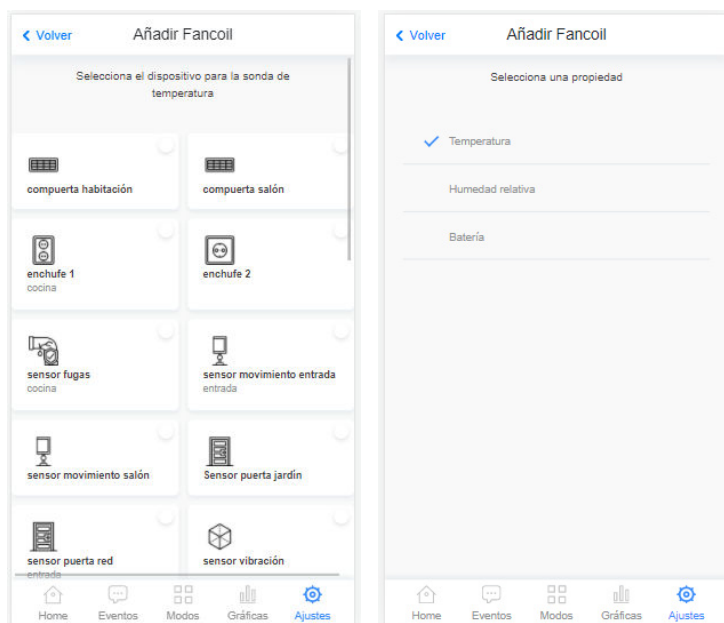 Volver
Añadir Fancoil
Selecciona el dispositivo para la sonda de
temperatura
compuerta habitación
compuerta salón
enchufe 1
cocina
enchufe 2
sensor fugas
cocina
sensor movimiento entrada
entrada
sensor movimiento salón
Sensor puerta jardín
sensor puerta red
entrada
sensor vibración
Home
Eventos
Modos
Gráficas
Ajustes
Volver
Añadir Fancoil
Selecciona una propiedad
Temperatura
Humedad relativa
Batería
Home
Eventos
Modos
Gráficas
Ajustes